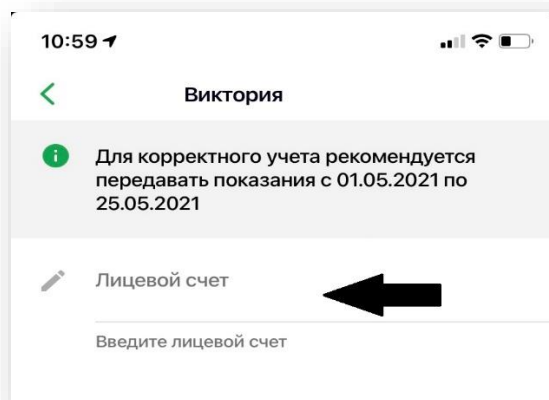 10:59
Виктория
Для корректного учета рекомендуется
передавать показания с 01.05.2021 по
25.05.2021
Лицевой счет
Введите лицевой счет